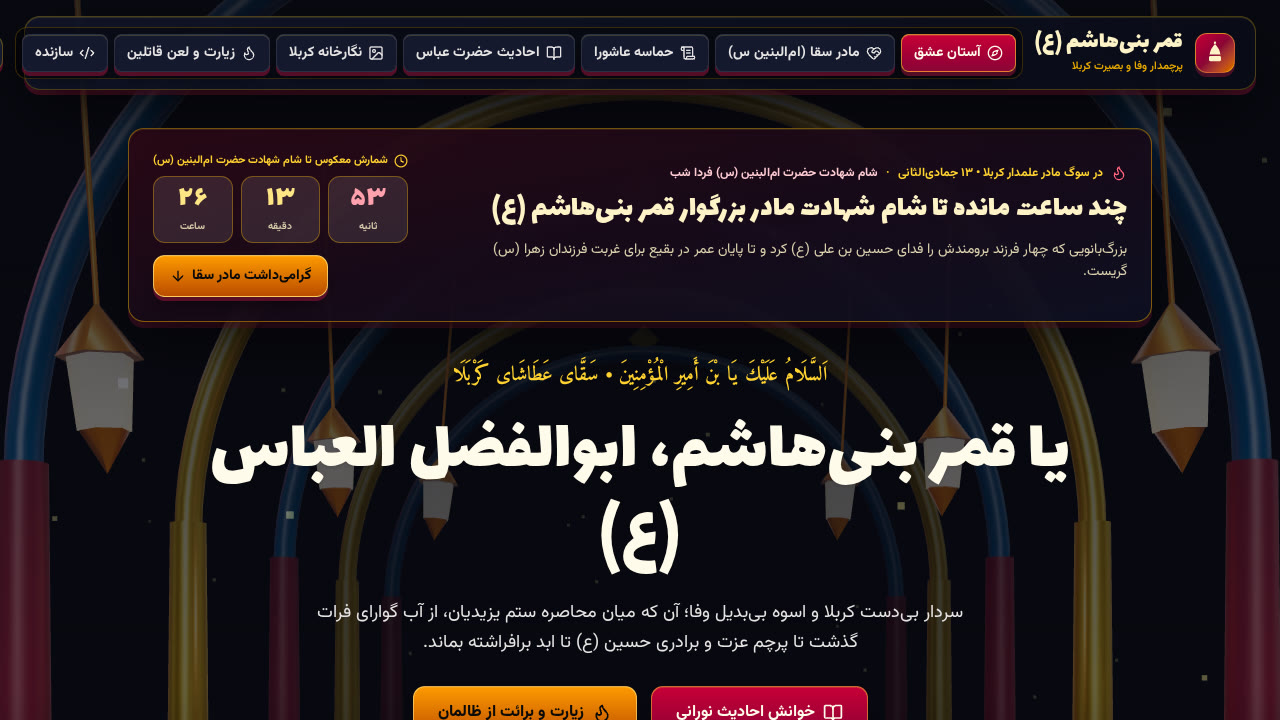 قمر بنی‌هاشم (ع)
پرچمدار وفا و بصیرت کربلا
آستان عشق
مادر سقا (ام‌البنین س)
حماسه عاشورا
احادیث حضرت عباس
نگارخانه کربلا
زیارت و لعن قاتلین
سازنده
در سوگ مادر علمدار کربلا • ۱۳ جمادی‌الثانی · شام شهادت حضرت ام‌البنین (س) فردا شب
چند ساعت مانده تا شام شهادت مادر بزرگوار قمر بنی‌هاشم (ع)
بزرگ‌بانویی که چهار فرزند برومندش را فدای حسین بن علی (ع) کرد و تا پایان عمر در بقیع برای غربت فرزندان زهرا (س)
گریست.
شمارش معکوس تا شام شهادت حضرت ام‌البنین (س)
۵۳
ثانیه
۱۳
دقیقه
۲۶
ساعت
گرامی‌داشت مادر سقا
اَلسَّلَامُ عَلَيْكَ يَا بْنَ أَمِيرِ الْمُؤْمِنِينَ • سَقَّای عَطَاشَای کَرْبَلَا
یا قمر بنی‌هاشم، ابوالفضل العباس
(ع)
سردار بی‌دست کربلا و اسوه بی‌بدیل وفا؛ آن که میان محاصره ستم یزیدیان، از آب گوارای فرات
گذشت تا پرچم عزت و برادری حسین (ع) تا ابد برافراشته بماند.
خوانش احادیث نورانی
زیارت و برائت از ظالمان